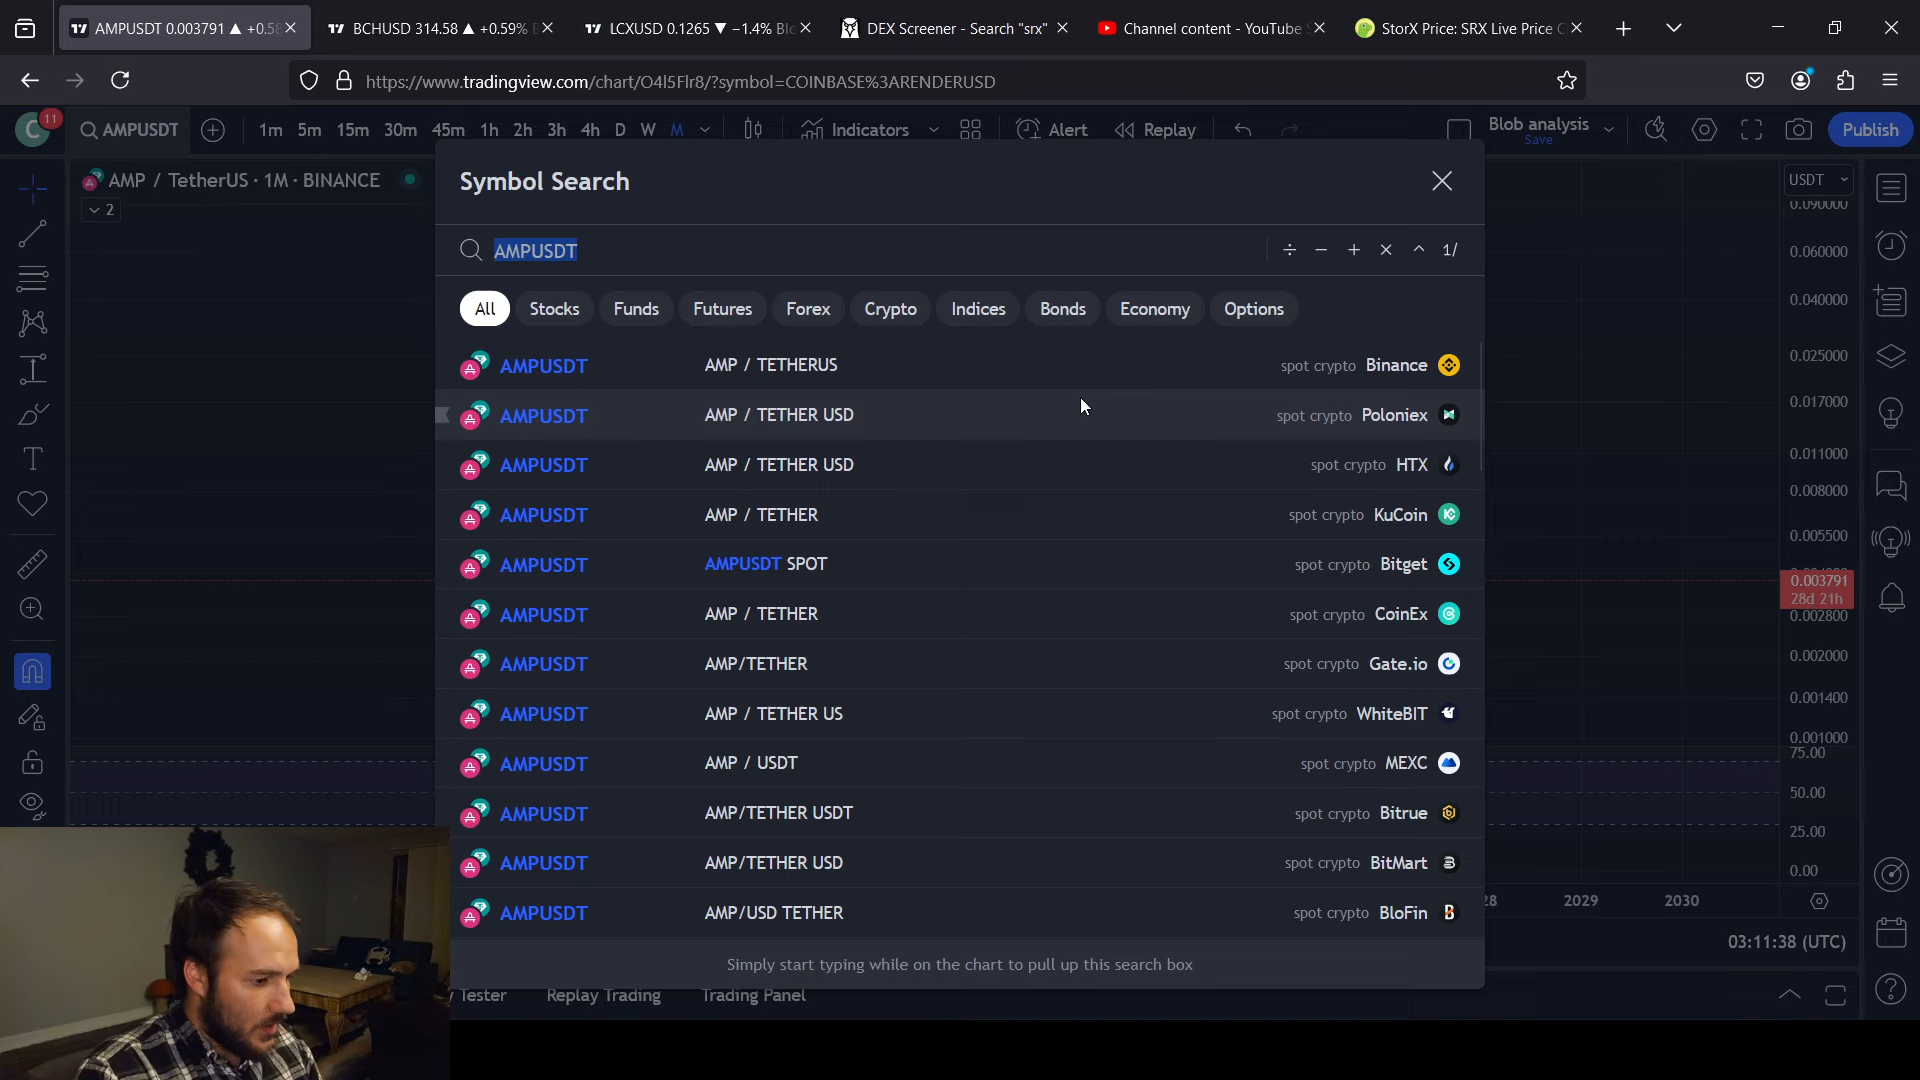 AMPUSDT 0.003791 ▲ +0.58
BCHUSD 314.58 ▲ +0.59% B
LCXUSD 0.1265 ▼ −1.4% Blo
DEX Screener - Search "srx"
Channel content - YouTube S
StorX Price: SRX Live Price C
https://www.tradingview.com/chart/O4l5Flr8/?symbol=COINBASE%3ARENDERUSD
C 11 AMPUSDT 1m 5m 15m 30m 45m 1h 2h 3h 4h D W M Indicators Alert Replay Blob analysis Publish
Save
AMP / TetherUS · 1M · BINANCE
2
USDT
Symbol Search
AMPUSDT
÷ − + × ^ 1/
All Stocks Funds Futures Forex Crypto Indices Bonds Economy Options
AMPUSDT AMP / TETHERUS spot crypto Binance
AMPUSDT AMP / TETHER USD spot crypto Poloniex
AMPUSDT AMP / TETHER USD spot crypto HTX
AMPUSDT AMP / TETHER spot crypto KuCoin
AMPUSDT AMPUSDT SPOT spot crypto Bitget
AMPUSDT AMP / TETHER spot crypto CoinEx
AMPUSDT AMP/TETHER spot crypto Gate.io
AMPUSDT AMP / TETHER US spot crypto WhiteBIT
AMPUSDT AMP / USDT spot crypto MEXC
AMPUSDT AMP/TETHER USDT spot crypto Bitrue
AMPUSDT AMP/TETHER USD spot crypto BitMart
AMPUSDT AMP/USD TETHER spot crypto BloFin
Simply start typing while on the chart to pull up this search box
0.090000
0.060000
0.040000
0.025000
0.017000
0.011000
0.008000
0.005500
0.003791
28d 21h
0.002800
0.002000
0.001400
0.001000
75.00
50.00
25.00
0.00
28 2029 2030
03:11:38 (UTC)
y Tester Replay Trading Trading Panel